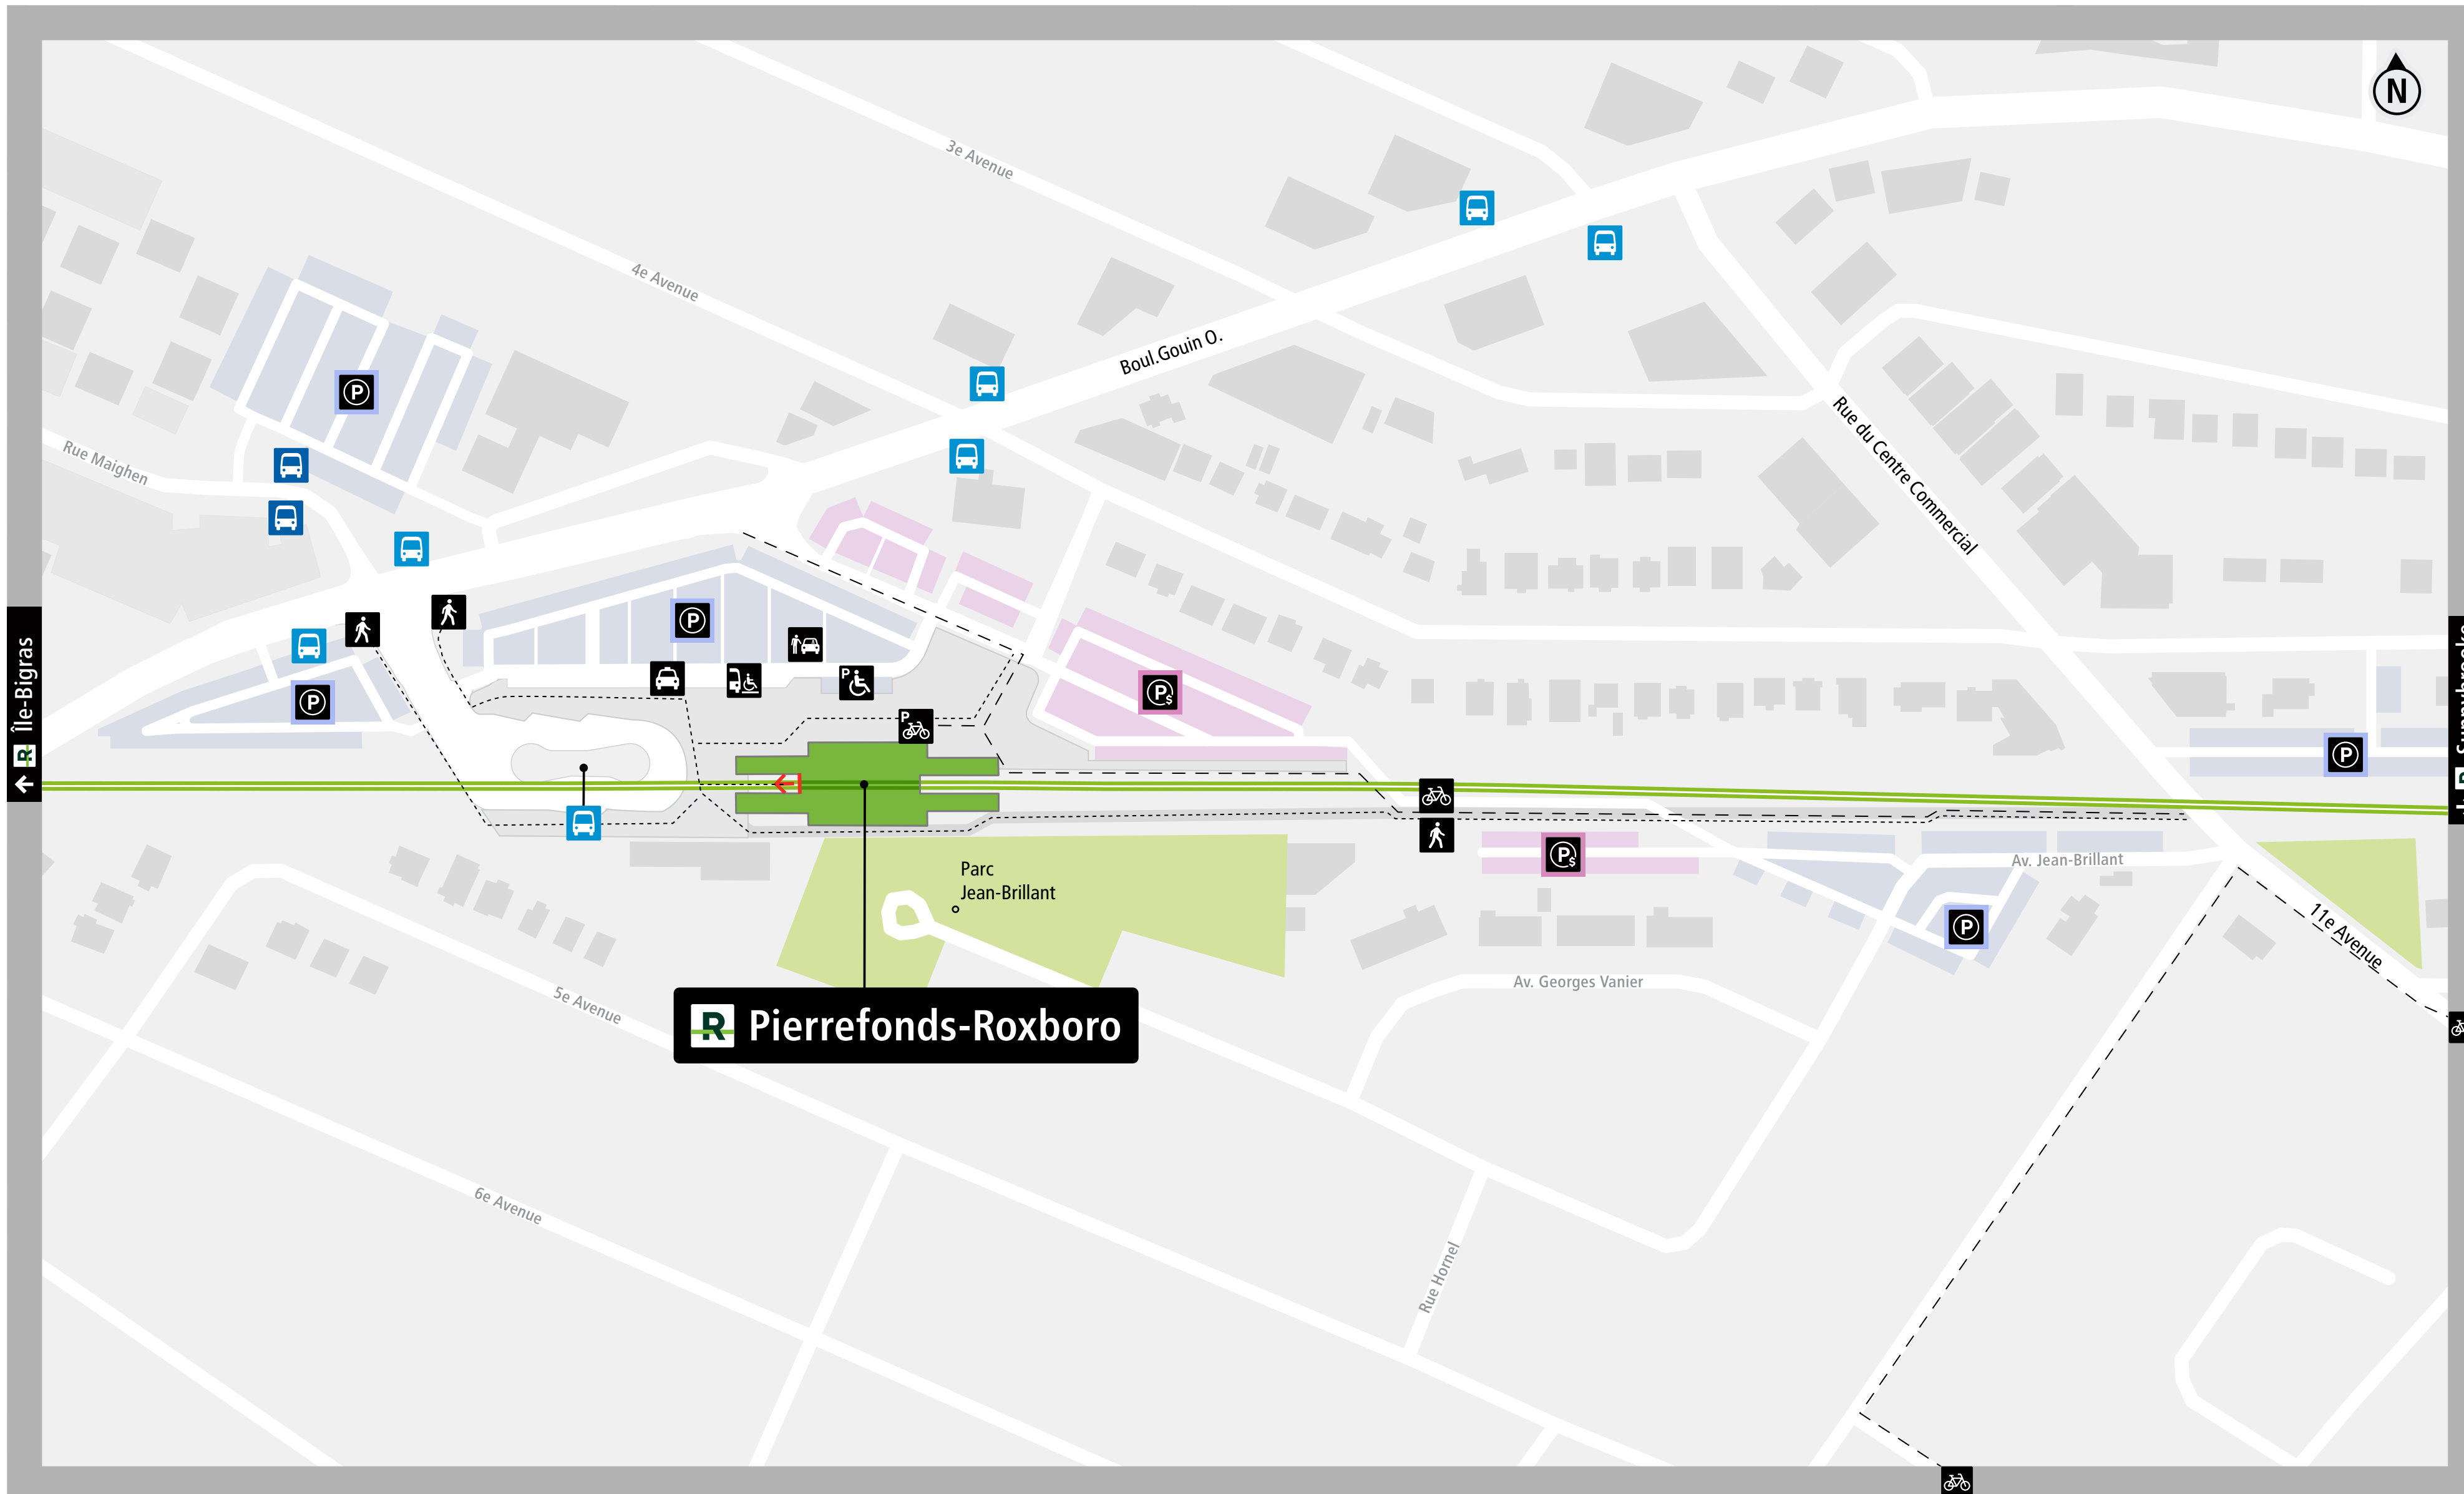 N
3e Avenue
4e Avenue
Boul.Gouin O.
Rue du Centre Commercial
P
Rue Maighen
P
P
P
P $
P
P
R Île-Bigras
R
P $
Av. Jean-Brillant
Parc
Jean-Brillant
P
11e Avenue
Av. Georges Vanier
5e Avenue
R Pierrefonds-Roxboro
6e Avenue
Rue Hornel